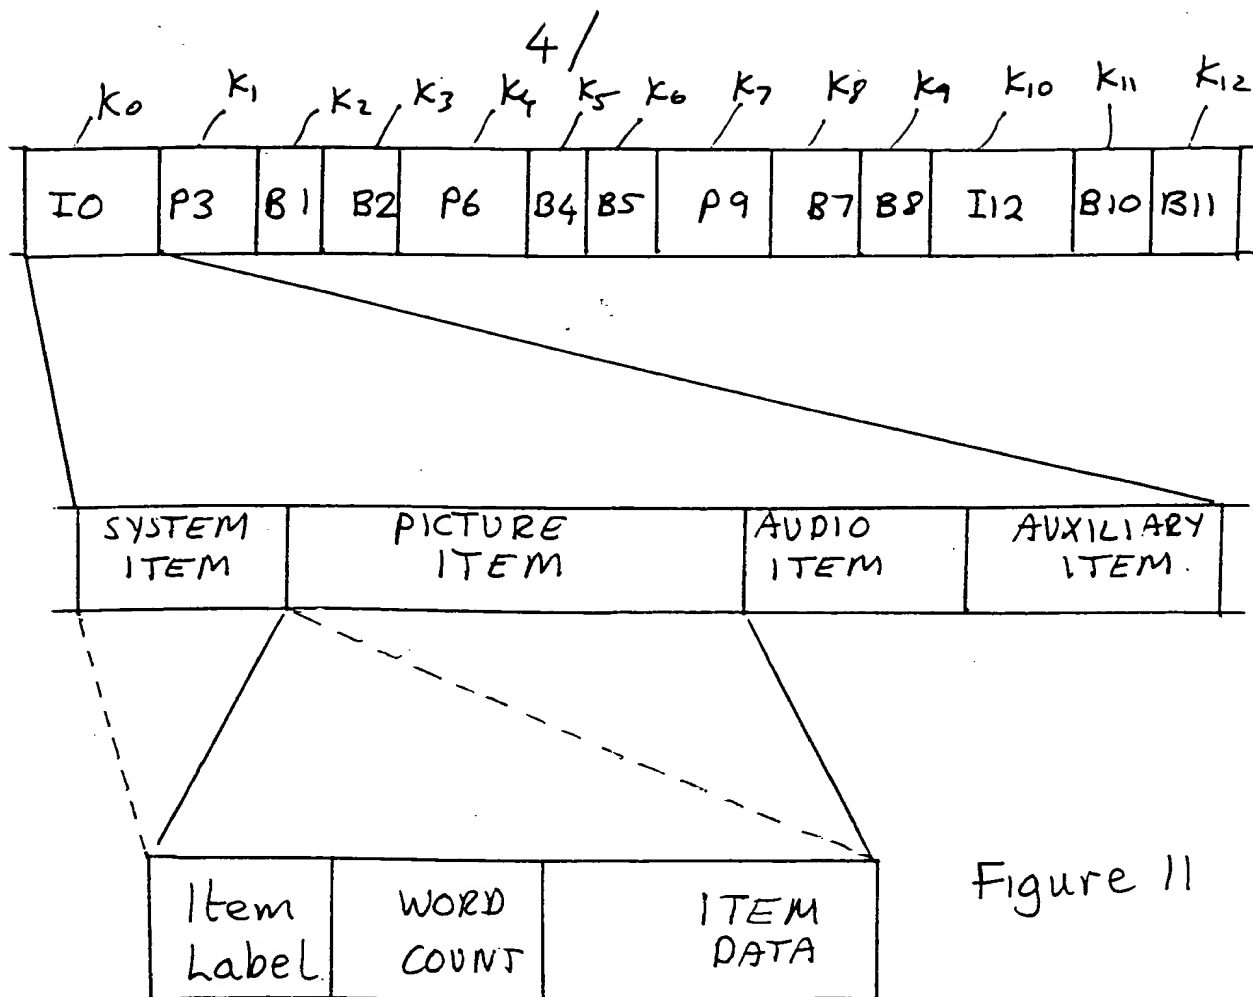 4/
K0 K1 K2 K3 K4 K5 K6 K7 K8 K9 K10 K11 K12
I0 P3 B1 B2 P6 B4 B5 P9 B7 B8 I12 B10 B11
SYSTEM ITEM
PICTURE ITEM
AUDIO ITEM
AUXILIARY ITEM.
Item Label
WORD COUNT
ITEM DATA
Figure 11